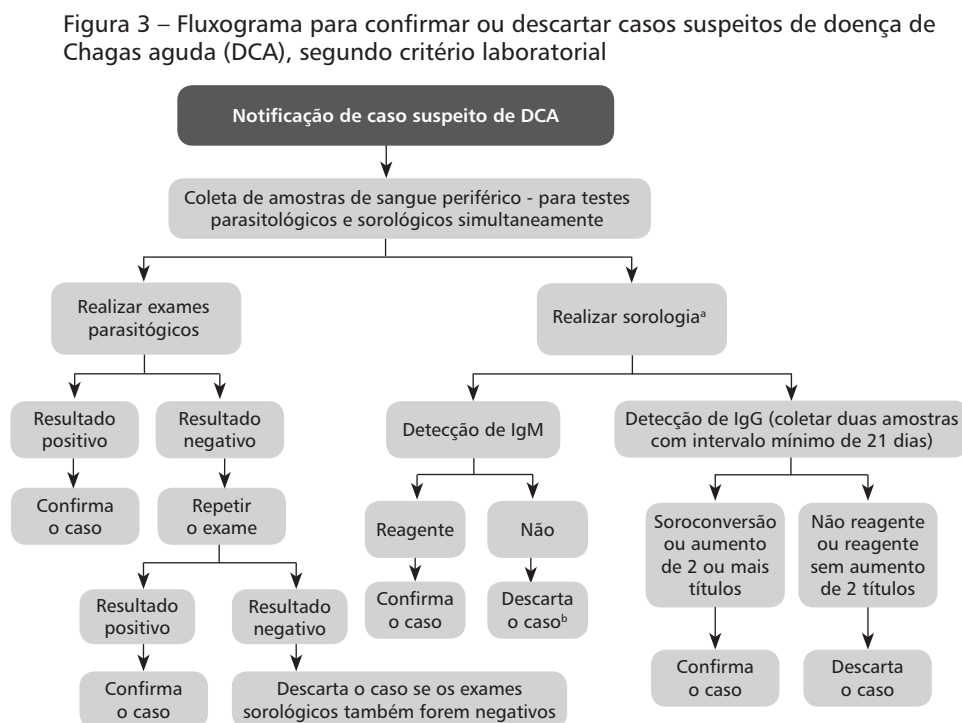 Figura 3 – Fluxograma para confirmar ou descartar casos suspeitos de doença de
Chagas aguda (DCA), segundo critério laboratorial
Notificação de caso suspeito de DCA
Coleta de amostras de sangue periférico - para testes
parasitológicos e sorológicos simultaneamente
Realizar exames
parasitógicos
Realizar sorologiaᵃ
Resultado
positivo
Resultado
negativo
Detecção de IgM
Detecção de IgG (coletar duas amostras
com intervalo mínimo de 21 dias)
Confirma
o caso
Repetir
o exame
Reagente
Não
Soroconversão
ou aumento
de 2 ou mais
títulos
Não reagente
ou reagente
sem aumento
de 2 títulos
Resultado
positivo
Resultado
negativo
Confirma
o caso
Descarta
o casoᵇ
Confirma
o caso
Descarta
o caso
Confirma
o caso
Descarta o caso se os exames
sorológicos também forem negativos